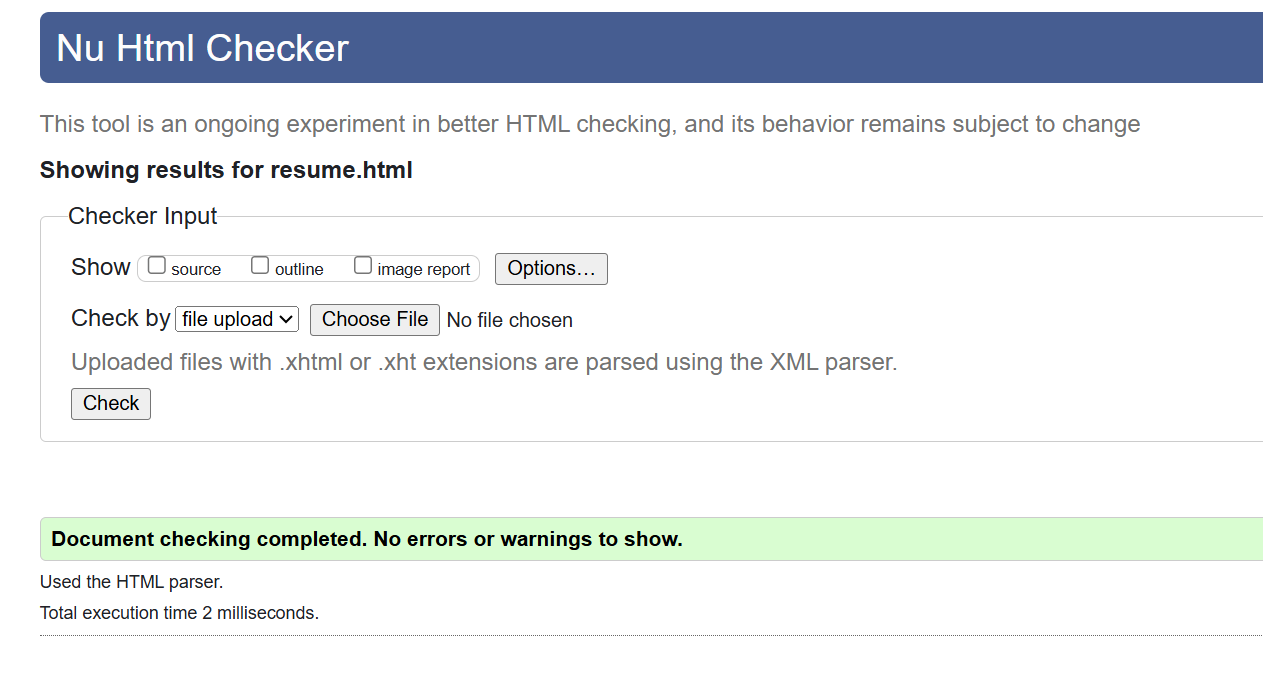 Nu Html Checker
This tool is an ongoing experiment in better HTML checking, and its behavior remains subject to change
Showing results for resume.html
Checker Input
Show source outline image report Options...
Check by file upload Choose File No file chosen
Uploaded files with .xhtml or .xht extensions are parsed using the XML parser.
Check
Document checking completed. No errors or warnings to show.
Used the HTML parser.
Total execution time 2 milliseconds.